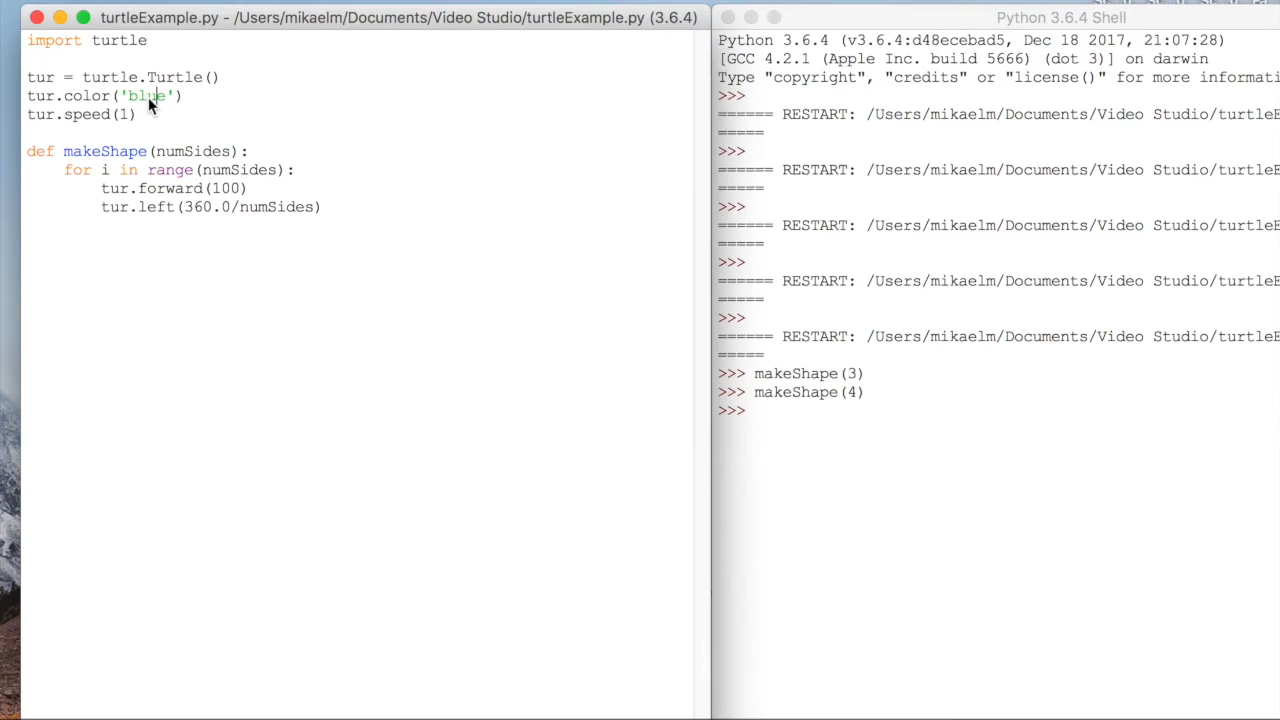 turtleExample.py - /Users/mikaelm/Documents/Video Studio/turtleExample.py (3.6.4)
import turtle
tur = turtle.Turtle()
tur.color('blue')
tur.speed(1)
def makeShape(numSides):
for i in range(numSides):
tur.forward(100)
tur.left(360.0/numSides)
Python 3.6.4 Shell
Python 3.6.4 (v3.6.4:d48ecebad5, Dec 18 2017, 21:07:28)
[GCC 4.2.1 (Apple Inc. build 5666) (dot 3)] on darwin
Type "copyright", "credits" or "license()" for more informati
>>>
====== RESTART: /Users/mikaelm/Documents/Video Studio/turtleE
=====
>>>
====== RESTART: /Users/mikaelm/Documents/Video Studio/turtleE
=====
>>>
====== RESTART: /Users/mikaelm/Documents/Video Studio/turtleE
=====
>>>
====== RESTART: /Users/mikaelm/Documents/Video Studio/turtleE
=====
>>>
====== RESTART: /Users/mikaelm/Documents/Video Studio/turtleE
=====
>>> makeShape(3)
>>> makeShape(4)
>>>